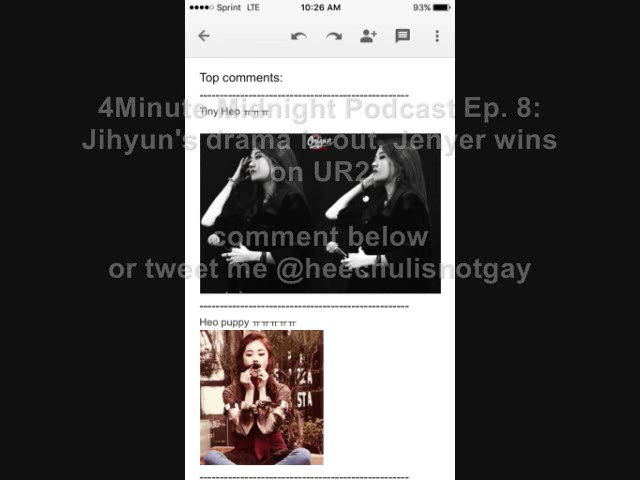 Sprint LTE 10:26 AM 93%
Top comments:
------------------------------------------------
Tiny Heo ㅠㅠㅠ
4Minute Midnight Podcast Ep. 8:
Jihyun's drama is out, Jenyer wins
on UR2
comment below
or tweet me @heechulisnotgay
------------------------------------------------
Heo puppy ㅠㅠㅠㅠㅠ
------------------------------------------------